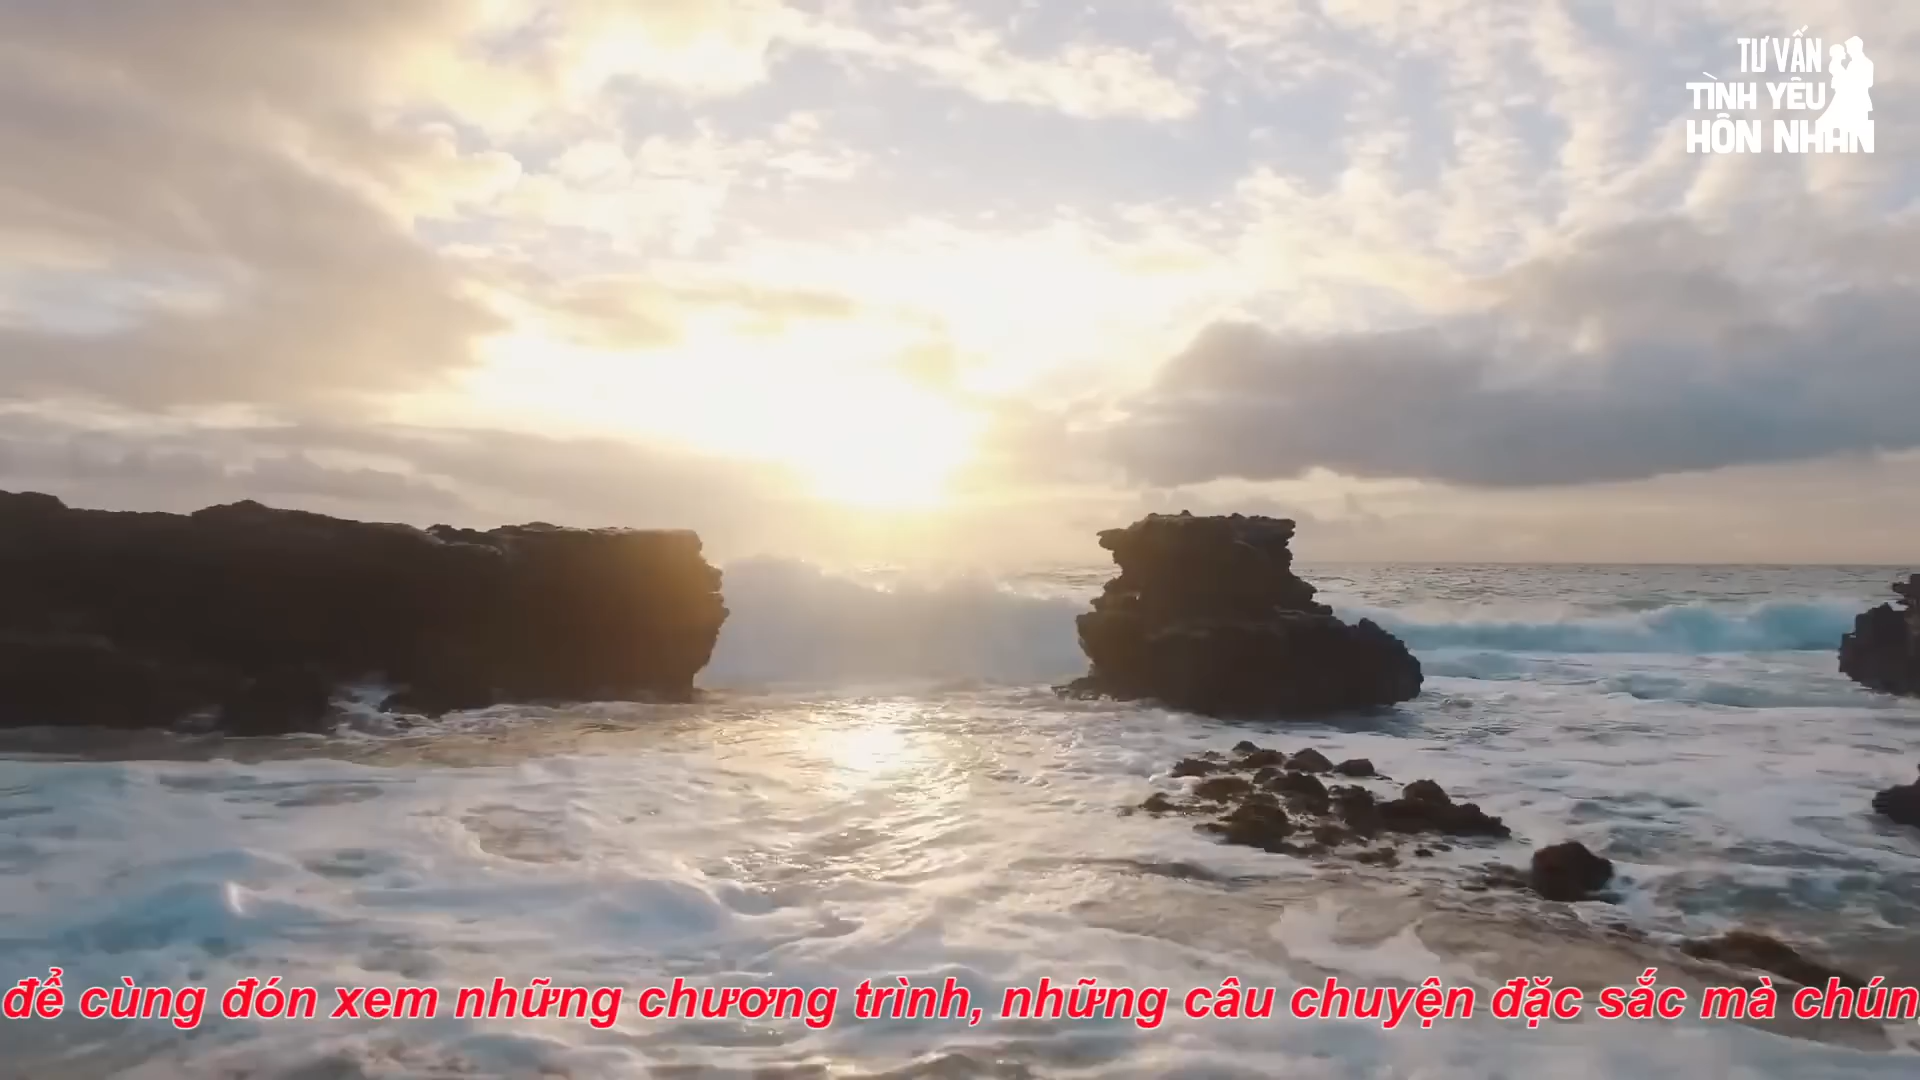 TƯ VẤN
TÌNH YÊU
HÔN NHÂN
để cùng đón xem những chương trình, những câu chuyện đặc sắc mà chún